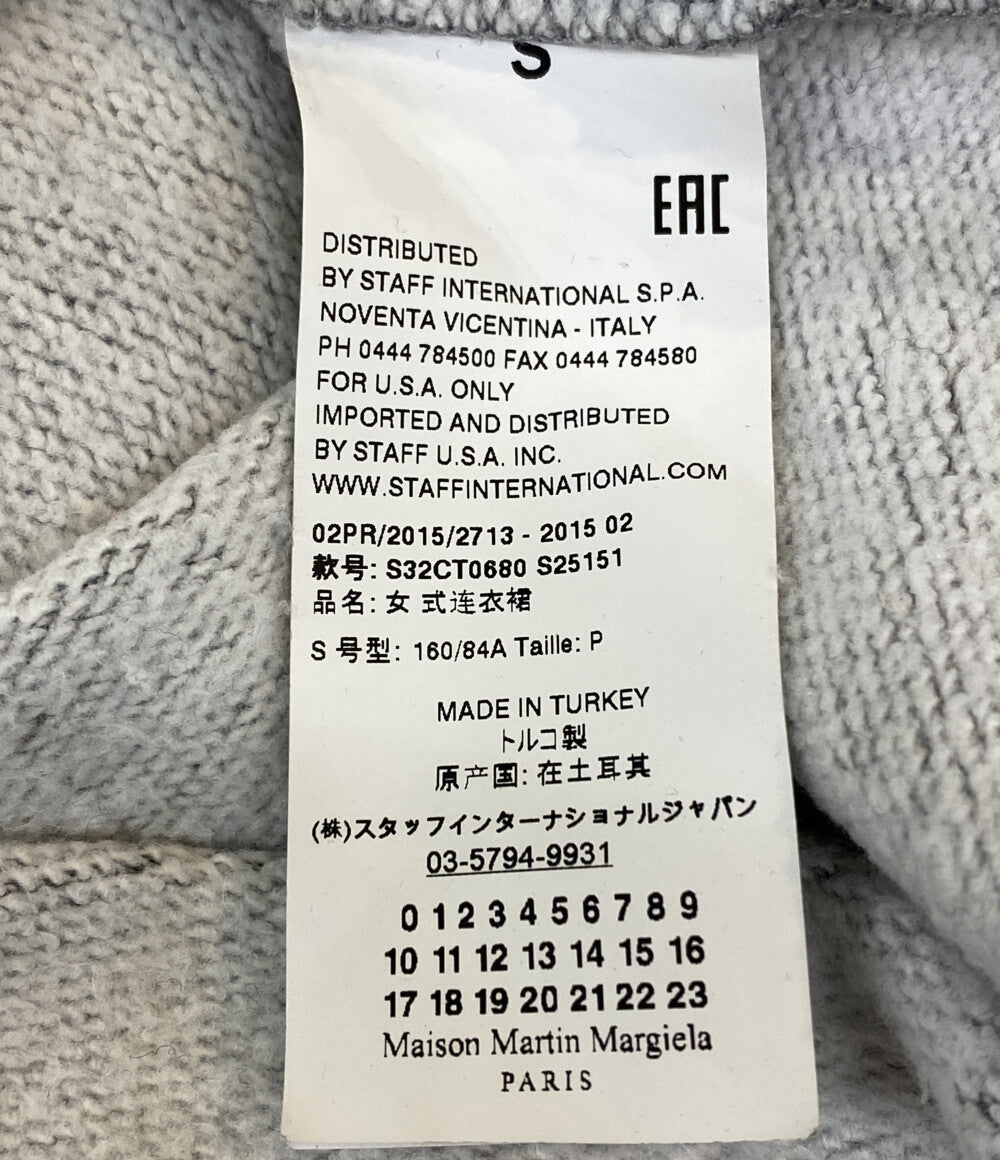 S
EAC
DISTRIBUTED
BY STAFF INTERNATIONAL S.P.A.
NOVENTA VICENTINA - ITALY
PH 0444 784500 FAX 0444 784580
FOR U.S.A. ONLY
IMPORTED AND DISTRIBUTED
BY STAFF U.S.A. INC.
WWW.STAFFINTERNATIONAL.COM
02PR/2015/2713 - 2015 02
款号: S32CT0680 S25151
品名: 女 式连衣裙
S 号型: 160/84A Taille: P
MADE IN TURKEY
トルコ製
原产国: 在土耳其
(株)スタッフインターナショナルジャパン
03-5794-9931
0 1 2 3 4 5 6 7 8 9
10 11 12 13 14 15 16
17 18 19 20 21 22 23
Maison Martin Margiela
PARIS